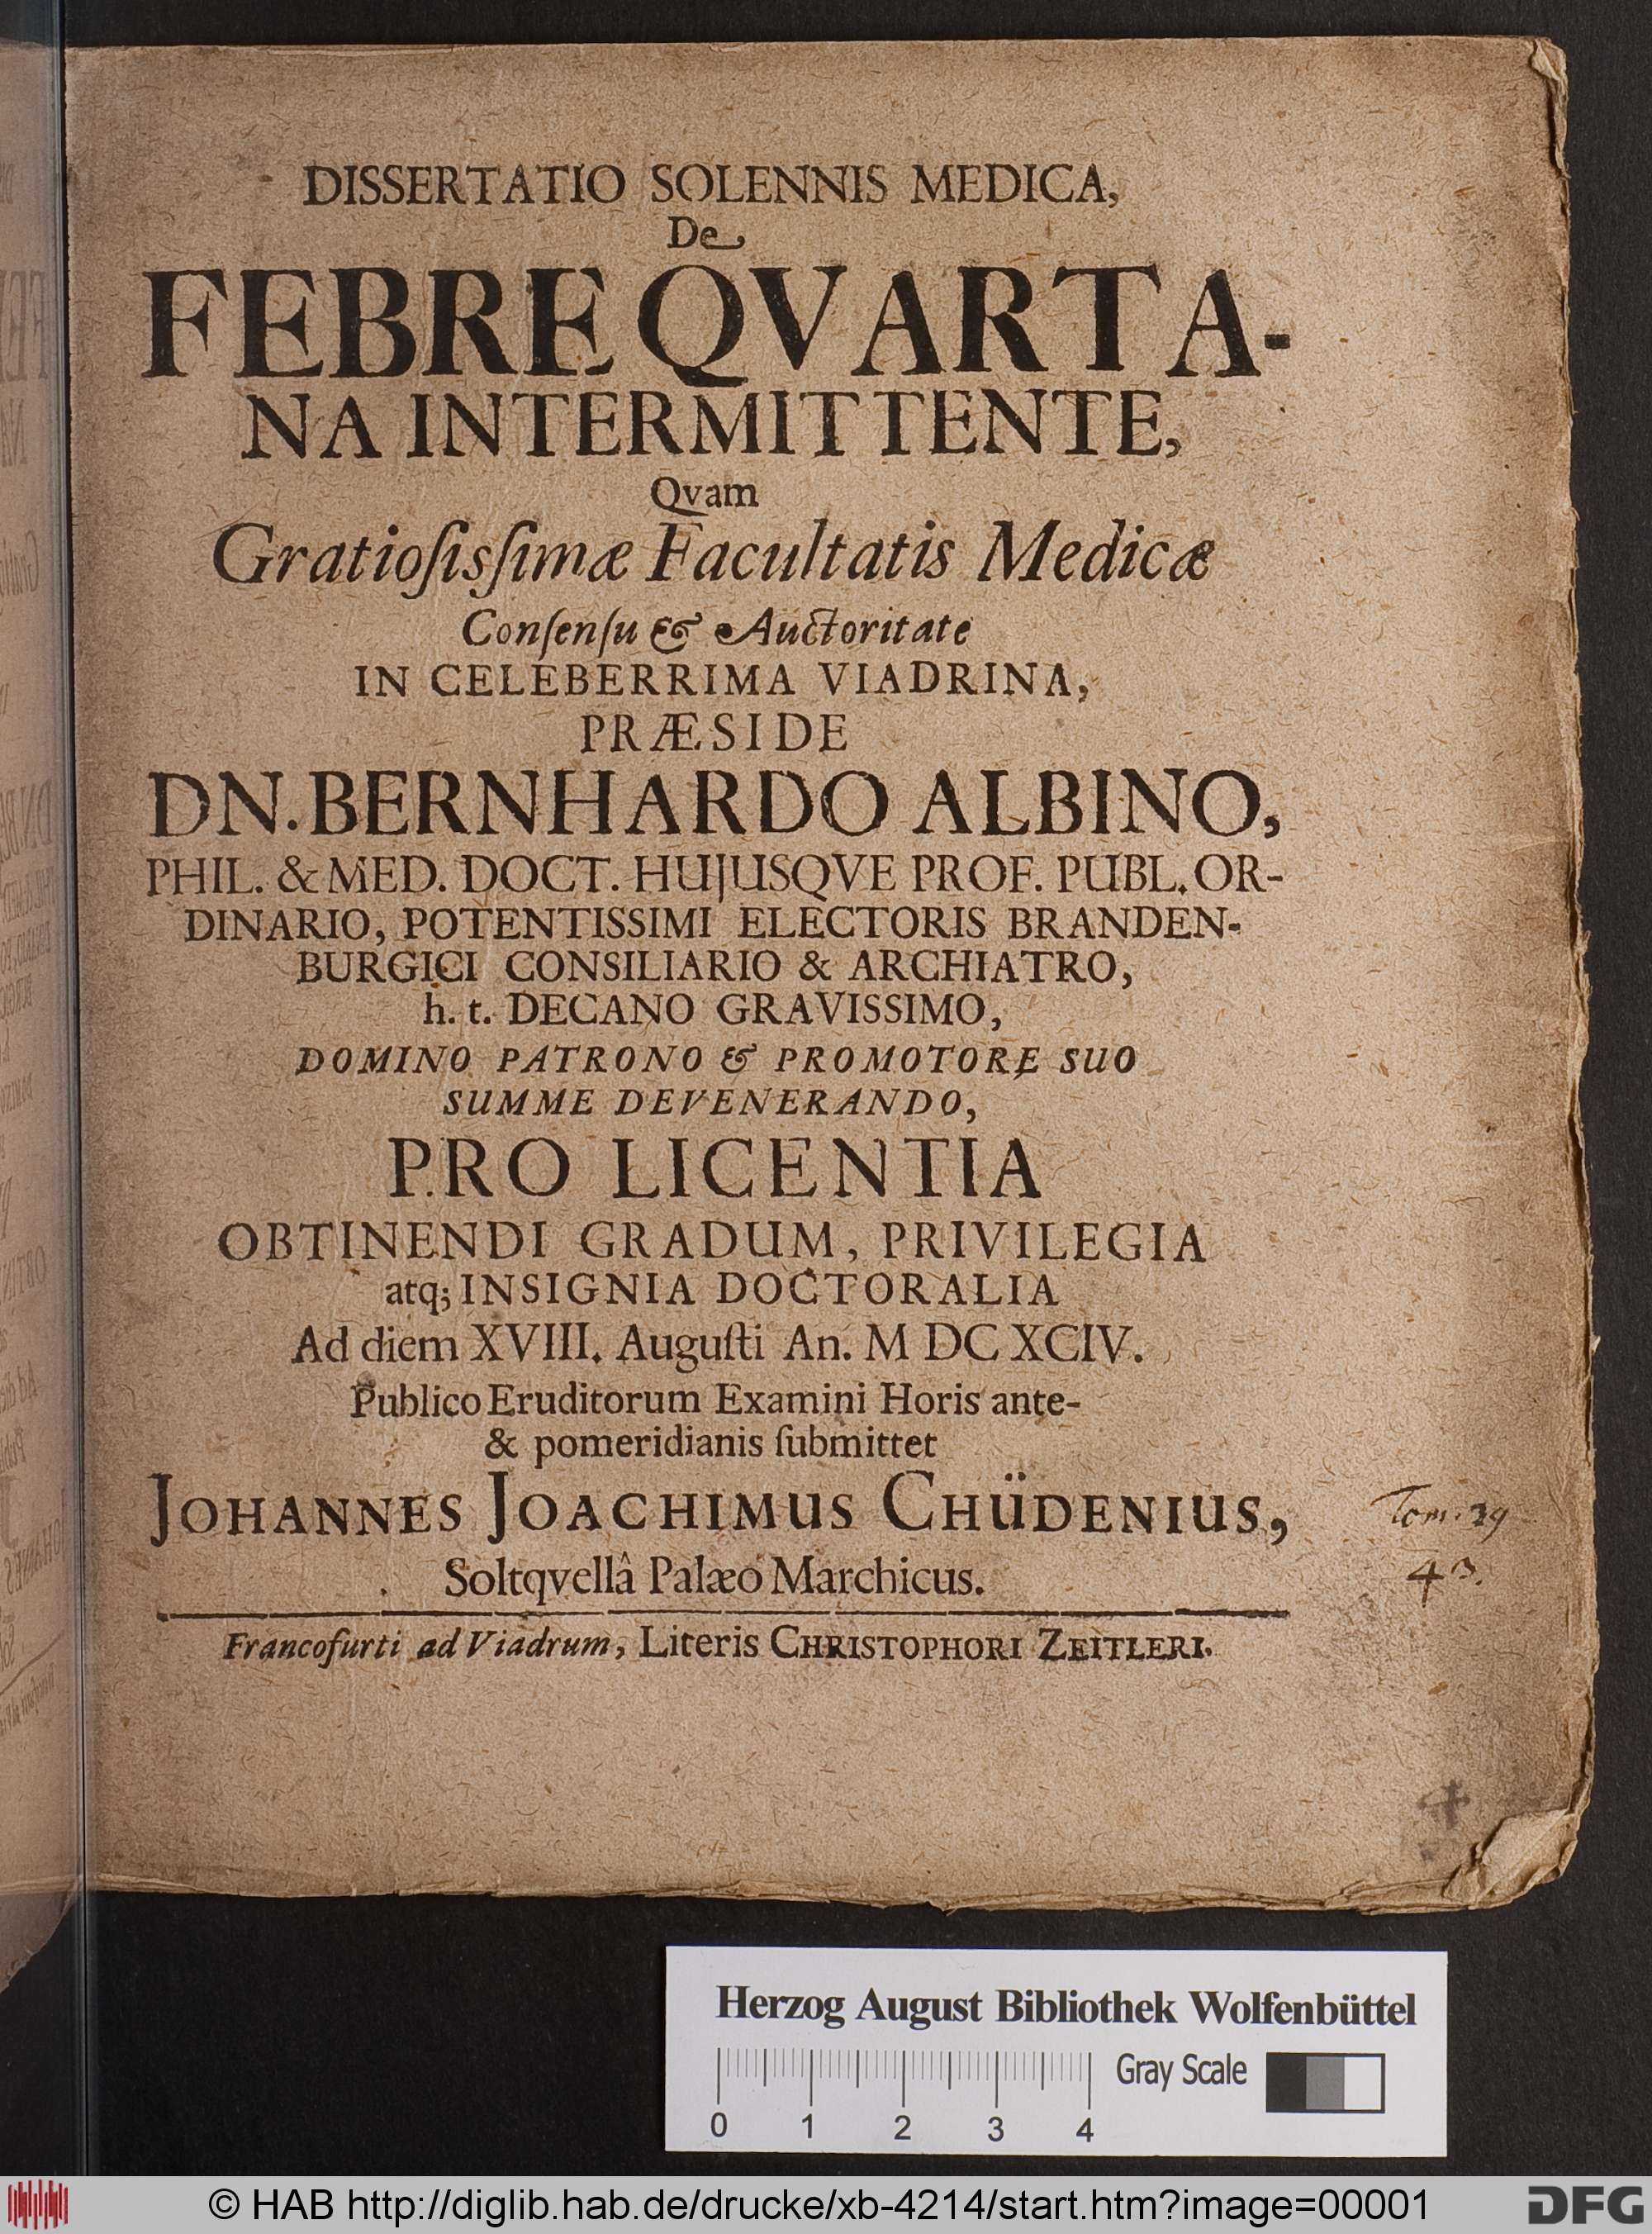 DISSERTATIO SOLENNIS MEDICA,
De
FEBRE QVARTA-
NA INTERMITTENTE,
Qvam
Gratioſisſimæ Facultatis Medicæ
Conſenſu & Auctoritate
IN CELEBERRIMA VIADRINA,
PRÆSIDE
DN. BERNHARDO ALBINO,
PHIL. & MED. DOCT. HUJUSQVE PROF. PUBL. OR-
DINARIO, POTENTISSIMI ELECTORIS BRANDEN-
BURGICI CONSILIARIO & ARCHIATRO,
h. t. DECANO GRAVISSIMO,
DOMINO PATRONO & PROMOTORE SUO
SUMME DEVENERANDO,
PRO LICENTIA
OBTINENDI GRADUM, PRIVILEGIA
atq; INSIGNIA DOCTORALIA
Ad diem XVIII. Auguſti An. M DC XCIV.
Publico Eruditorum Examini Horis ante-
& pomeridianis ſubmittet
JOHANNES JOACHIMUS CHÜDENIUS,
Soltqvellâ Palæo Marchicus.
Tom. 29
43.
Francofurti ad Viadrum, Literis CHRISTOPHORI ZEITLERI.
Herzog August Bibliothek Wolfenbüttel
Gray Scale
0 1 2 3 4
© HAB http://diglib.hab.de/drucke/xb-4214/start.htm?image=00001
DFG